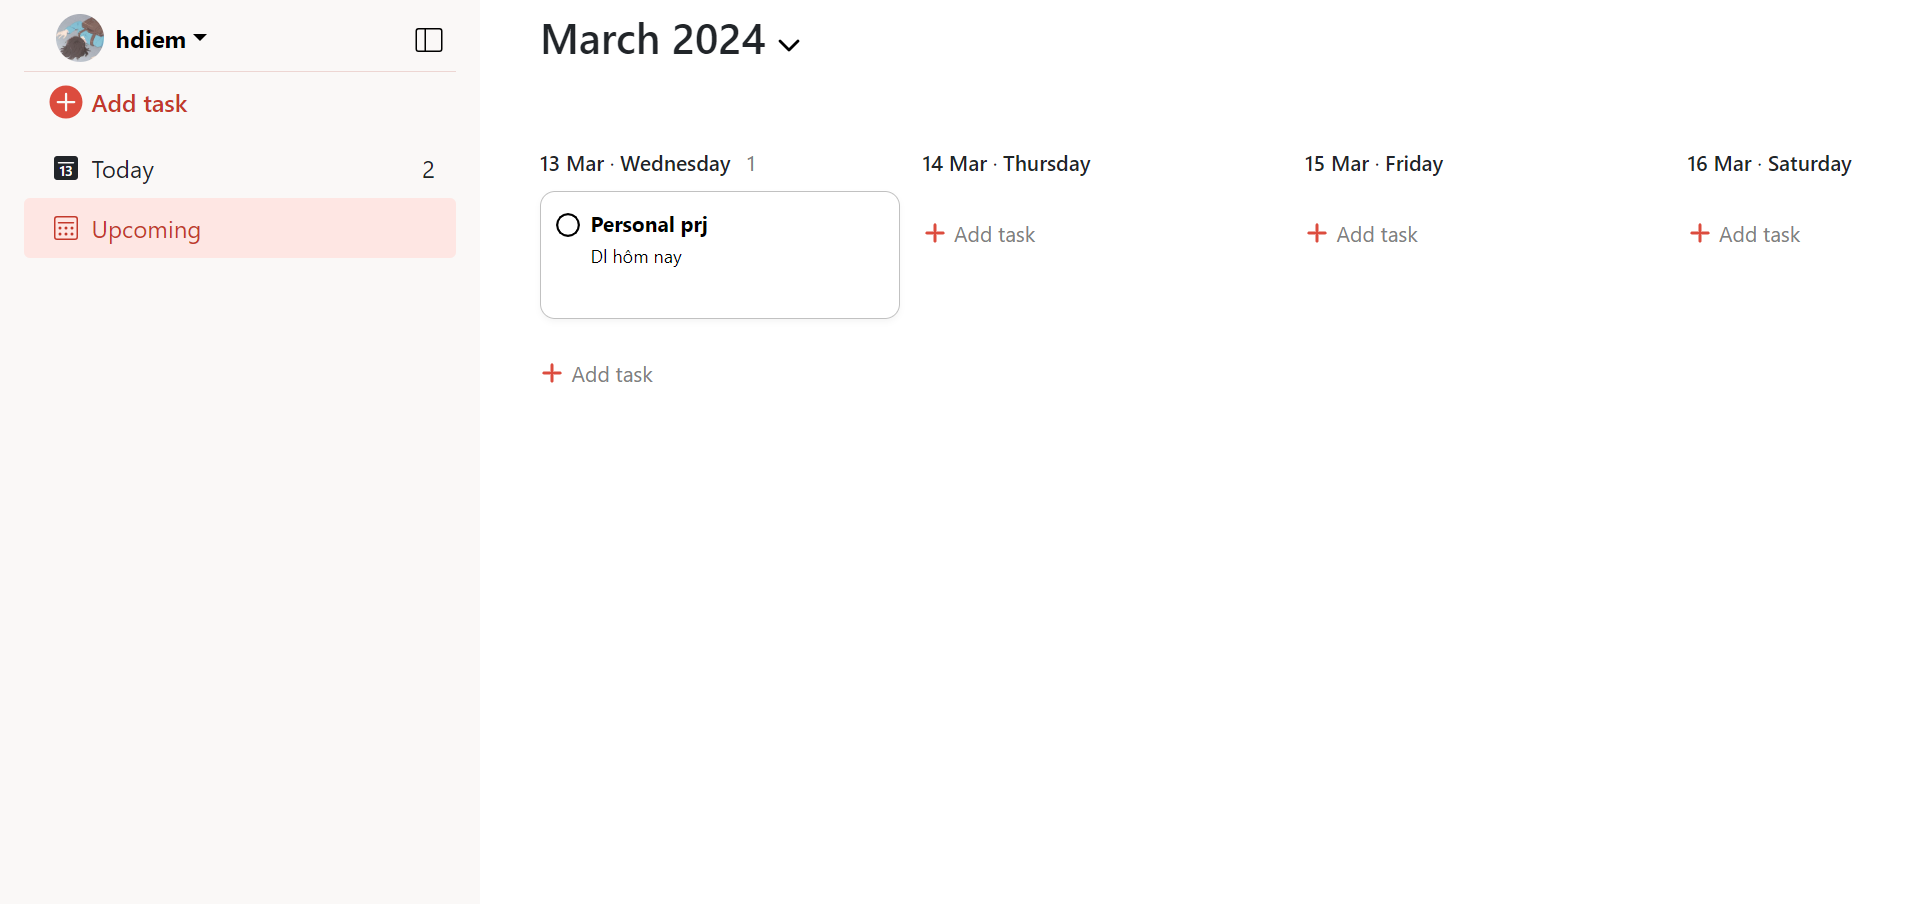 hdiem
Add task
13 Today 2
Upcoming
March 2024
13 Mar · Wednesday 1
Personal prj
Dl hôm nay
Add task
14 Mar · Thursday
Add task
15 Mar · Friday
Add task
16 Mar · Saturday
Add task